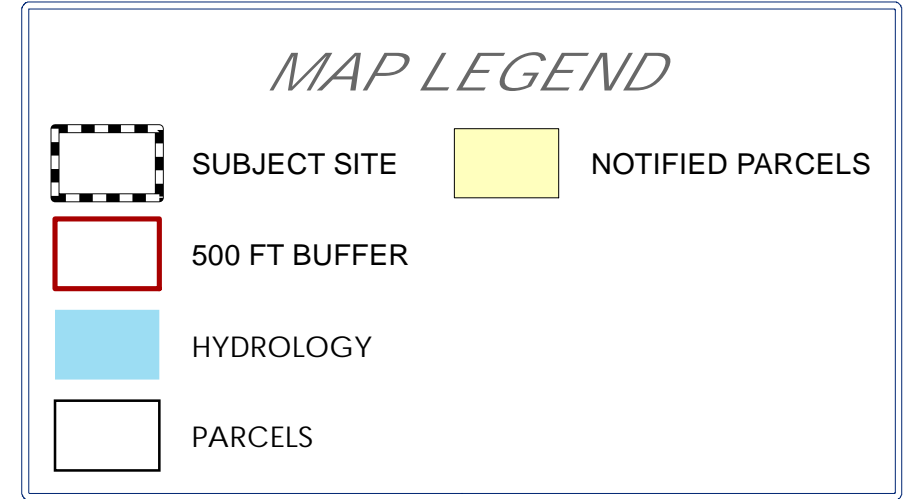 MAP LEGEND
SUBJECT SITE
NOTIFIED PARCELS
500 FT BUFFER
HYDROLOGY
PARCELS